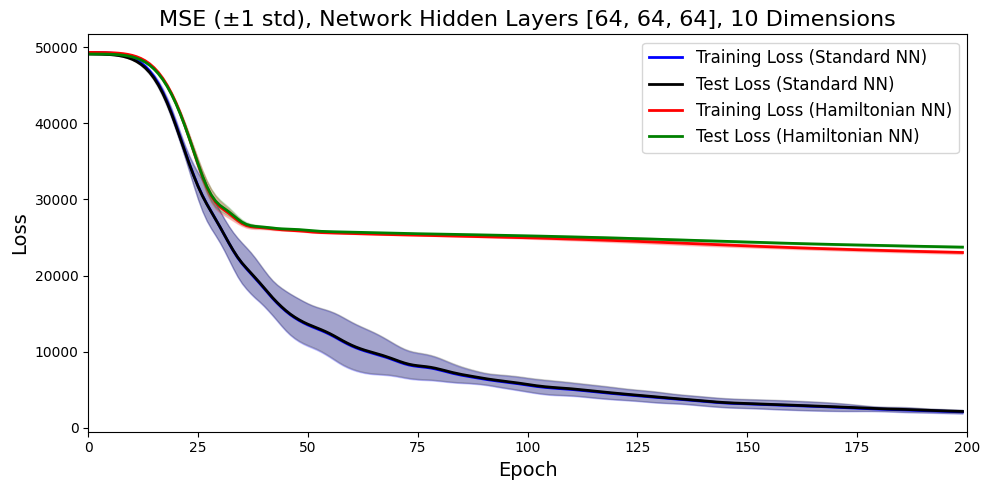 MSE (±1 std), Network Hidden Layers [64, 64, 64], 10 Dimensions
Training Loss (Standard NN)
Test Loss (Standard NN)
Training Loss (Hamiltonian NN)
Test Loss (Hamiltonian NN)
Loss
50000
40000
30000
20000
10000
0
0 25 50 75 100 125 150 175 200
Epoch